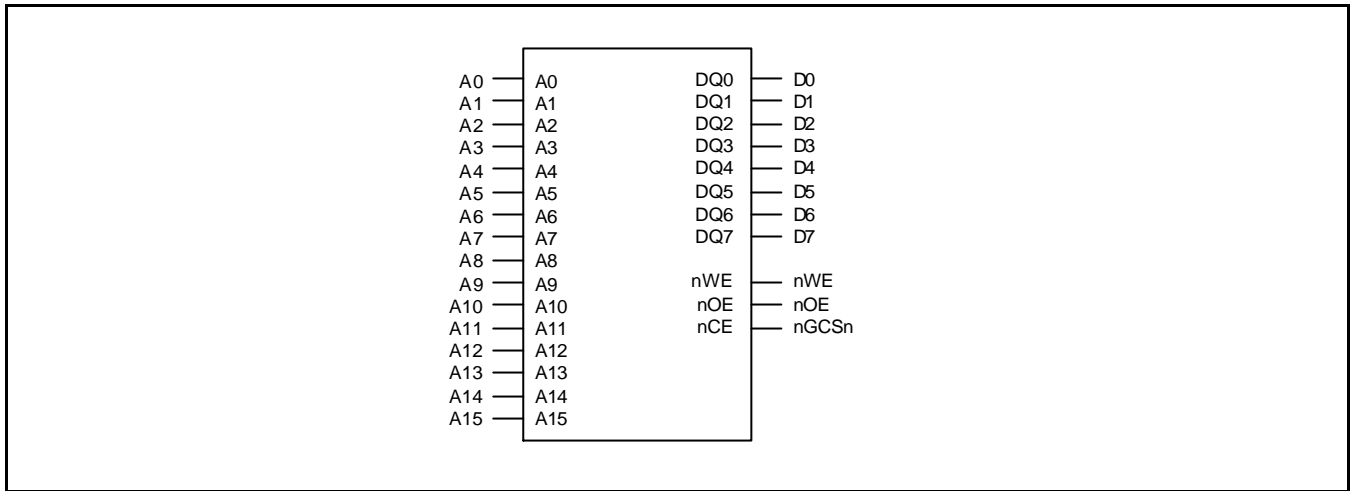 A0 A0 DQ0 D0
A1 A1 DQ1 D1
A2 A2 DQ2 D2
A3 A3 DQ3 D3
A4 A4 DQ4 D4
A5 A5 DQ5 D5
A6 A6 DQ6 D6
A7 A7 DQ7 D7
A8 A8
A9 A9 nWE nWE
A10 A10 nOE nOE
A11 A11 nCE nGCSn
A12 A12
A13 A13
A14 A14
A15 A15